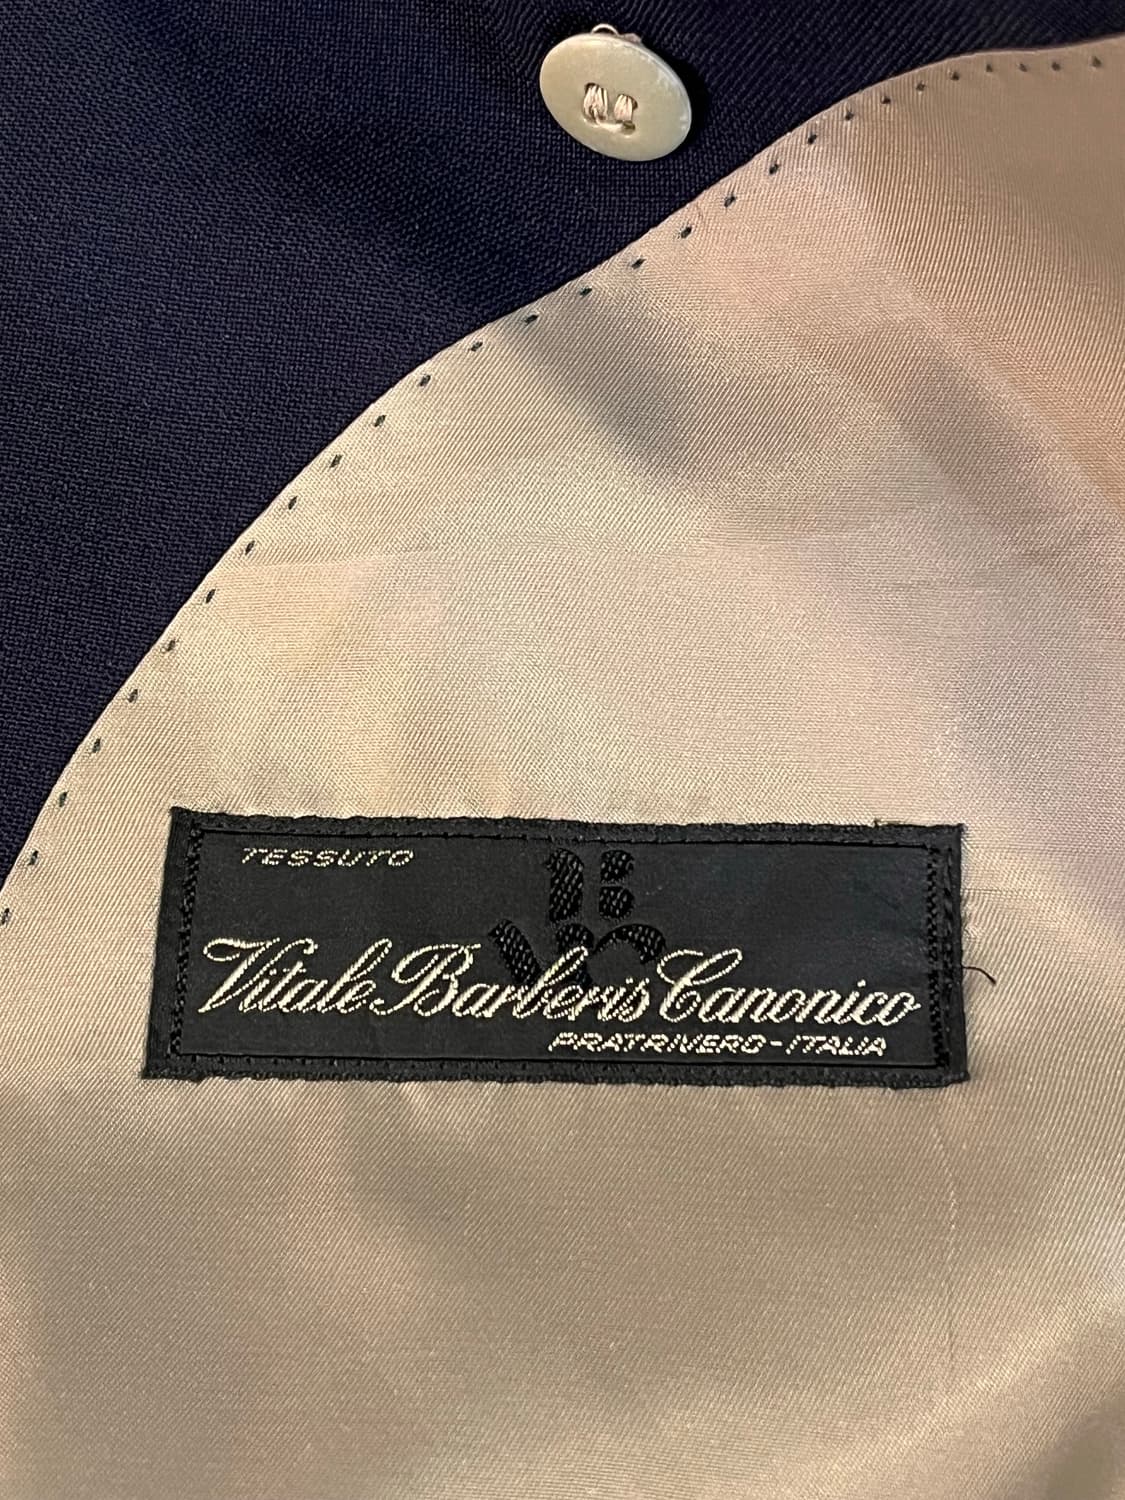 TESSUTO
Vitale Barberis Canonico
PRATRIVERO-ITALIA